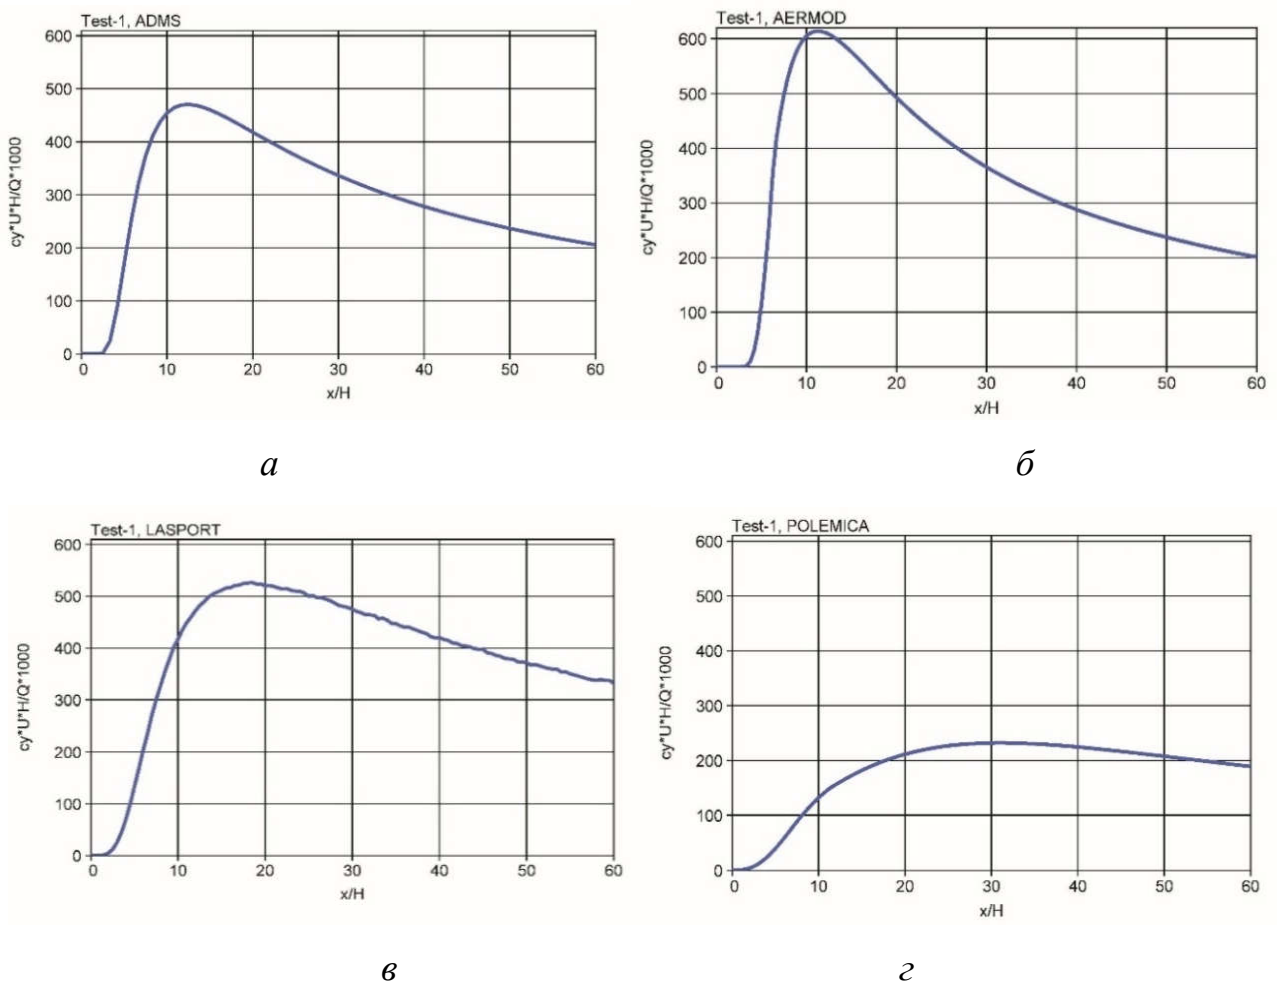 Test-1, ADMS
600
500
400
300
200
100
0
cy*U*H/Q*1000
0 10 20 30 40 50 60
x/H
а
Test-1, AERMOD
600
500
400
300
200
100
0
cy*U*H/Q*1000
0 10 20 30 40 50 60
x/H
б
Test-1, LASPORT
600
500
400
300
200
100
0
cy*U*H/Q*1000
0 10 20 30 40 50 60
x/H
в
Test-1, POLEMICA
600
500
400
300
200
100
0
cy*U*H/Q*1000
0 10 20 30 40 50 60
x/H
г